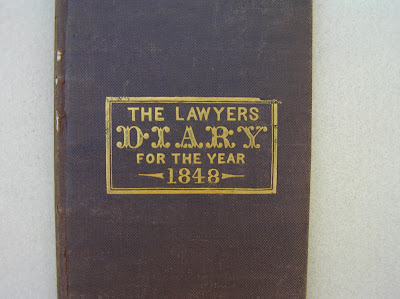 THE LAWYERS
DIARY
FOR THE YEAR
1848